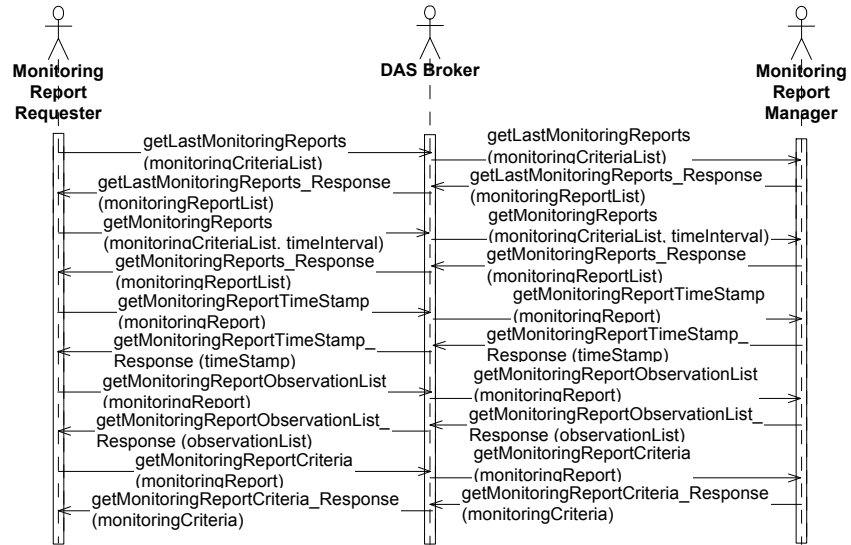 Monitoring
Report
Requester
DAS Broker
Monitoring
Report
Manager
getLastMonitoringReports
(monitoringCriteriaList)
getLastMonitoringReports
(monitoringCriteriaList)
getLastMonitoringReports_Response
(monitoringReportList)
getLastMonitoringReports_Response
(monitoringReportList)
getMonitoringReports
(monitoringCriteriaList, timeInterval)
getMonitoringReports
(monitoringCriteriaList, timeInterval)
getMonitoringReports_Response
(monitoringReportList)
getMonitoringReports_Response
(monitoringReportList)
getMonitoringReportTimeStamp
(monitoringReport)
getMonitoringReportTimeStamp
(monitoringReport)
getMonitoringReportTimeStamp_
Response (timeStamp)
getMonitoringReportTimeStamp_
Response (timeStamp)
getMonitoringReportObservationList
(monitoringReport)
getMonitoringReportObservationList
(monitoringReport)
getMonitoringReportObservationList_
Response (observationList)
getMonitoringReportObservationList_
Response (observationList)
getMonitoringReportCriteria
(monitoringReport)
getMonitoringReportCriteria
(monitoringReport)
getMonitoringReportCriteria_Response
(monitoringCriteria)
getMonitoringReportCriteria_Response
(monitoringCriteria)